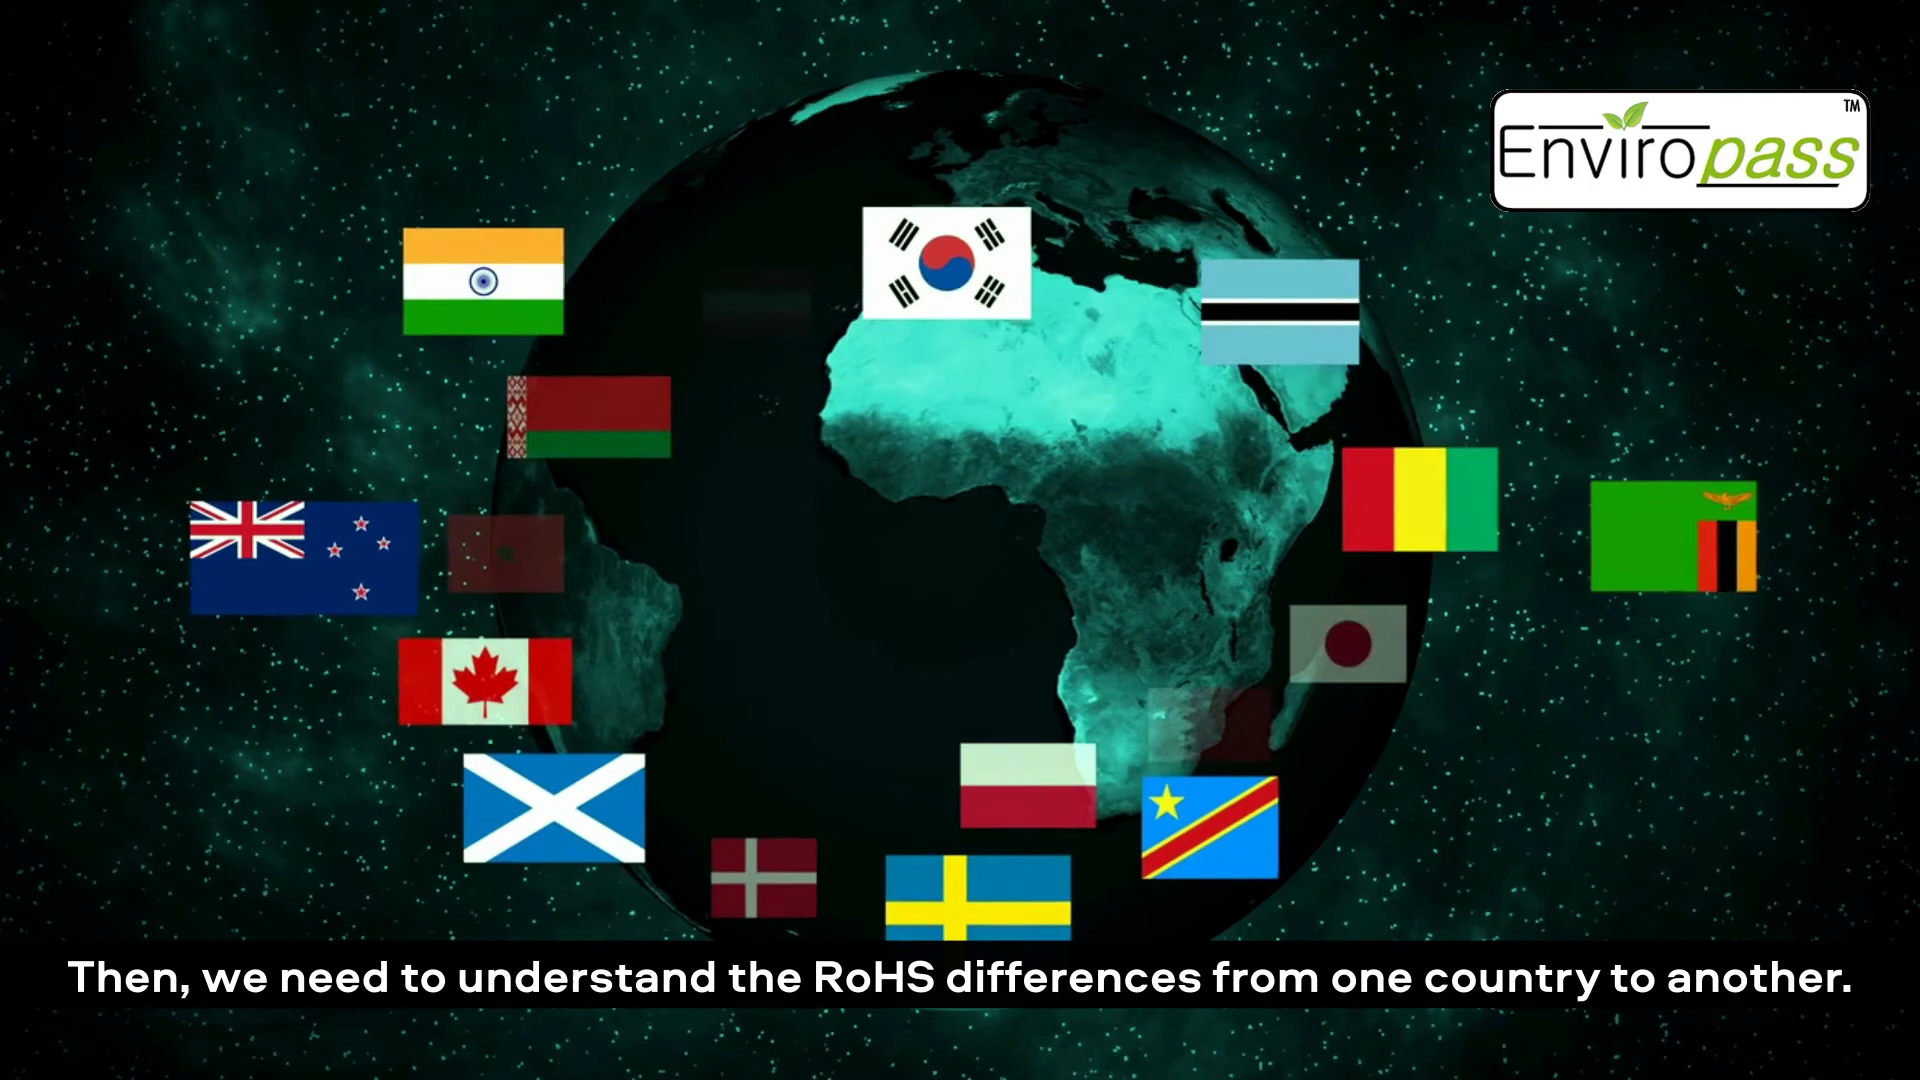 Enviropass
TM
Then, we need to understand the RoHS differences from one country to another.